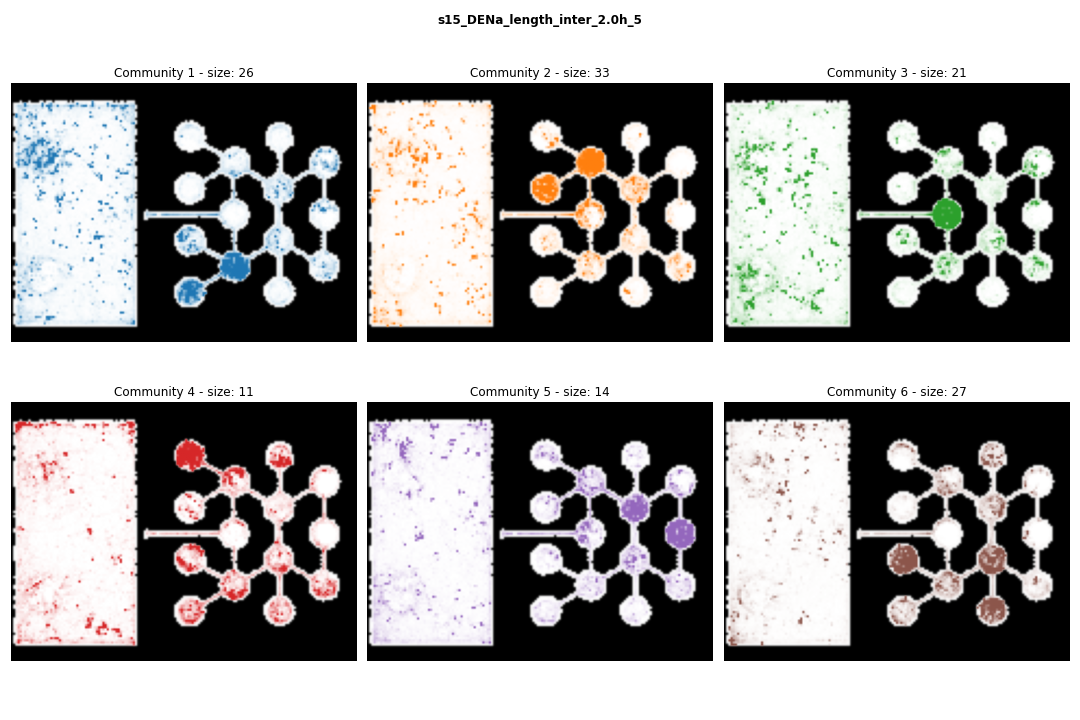 s15_DENa_length_inter_2.0h_5
Community 1 - size: 26
Community 2 - size: 33
Community 3 - size: 21
Community 4 - size: 11
Community 5 - size: 14
Community 6 - size: 27